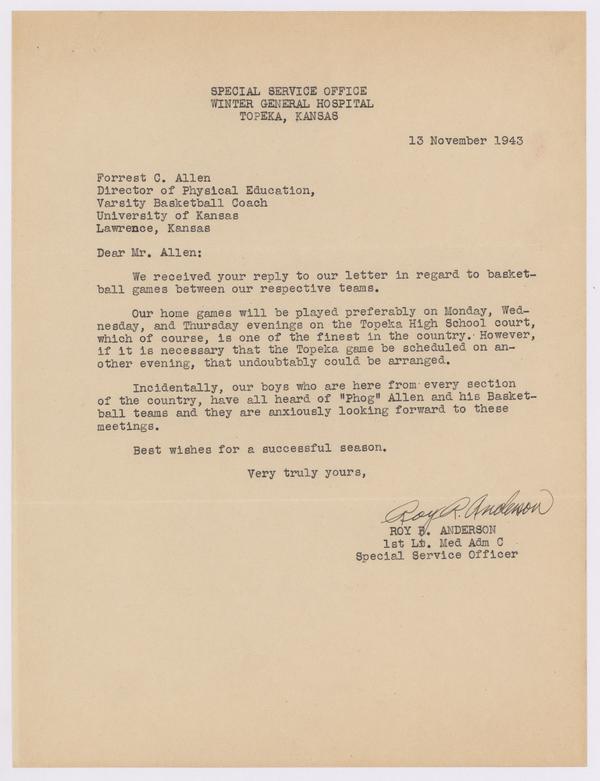 SPECIAL SERVICE OFFICE
WINTER GENERAL HOSPITAL
TOPEKA, KANSAS
13 November 1943
Forrest C. Allen
Director of Physical Education,
Varsity Basketball Coach
University of Kansas
Lawrence, Kansas
Dear Mr. Allen:
We received your reply to our letter in regard to basket-
ball games between our respective teams.
Our home games will be played preferably on Monday, Wed-
nesday, and Thursday evenings on the Topeka High School court,
which of course, is one of the finest in the country. However,
if it is necessary that the Topeka game be scheduled on an-
other evening, that undoubtably could be arranged.
Incidentally, our boys who are here from every section
of the country, have all heard of "Phog" Allen and his Basket-
ball teams and they are anxiously looking forward to these
meetings.
Best wishes for a successful season.
Very truly yours,
Roy R. Anderson
ROY ANDERSON
1st Lt. Med Adm C
Special Service Officer